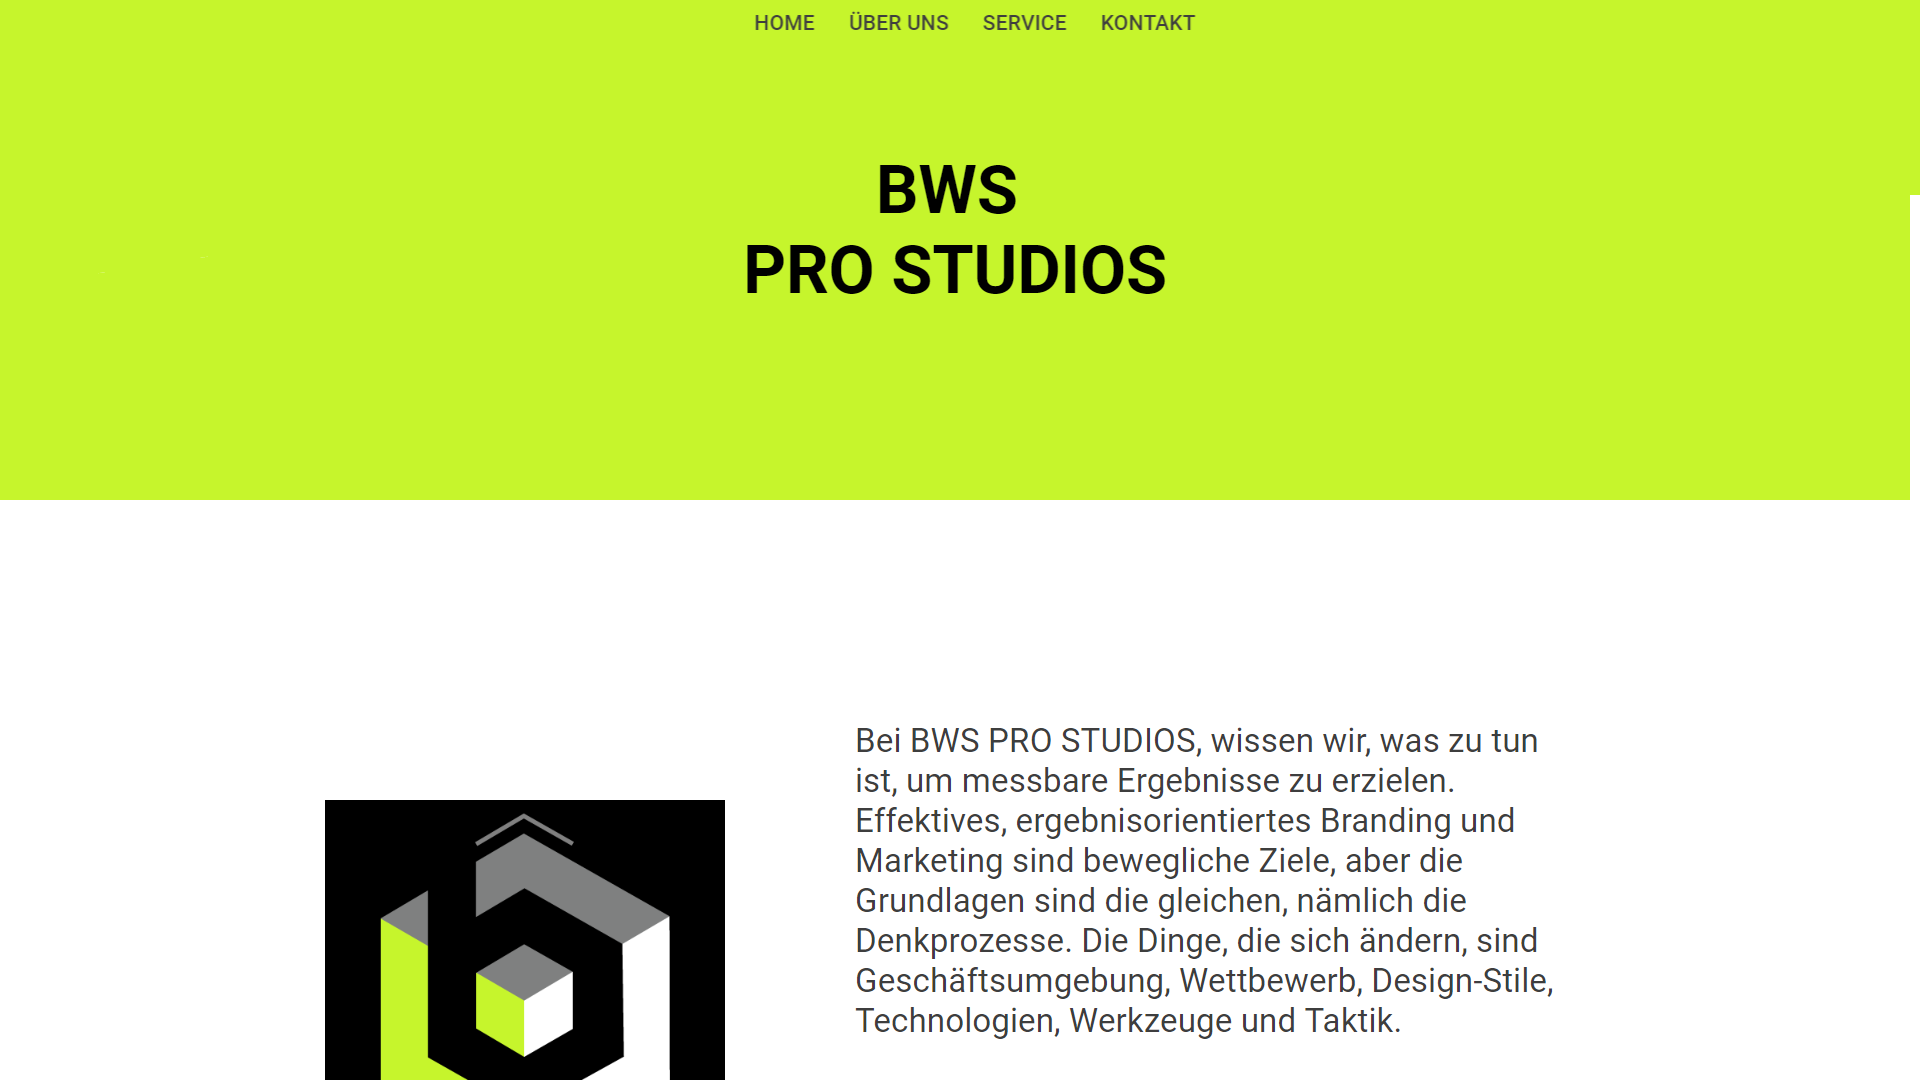 HOME ÜBER UNS SERVICE KONTAKT
BWS
PRO STUDIOS
Bei BWS PRO STUDIOS, wissen wir, was zu tun
ist, um messbare Ergebnisse zu erzielen.
Effektives, ergebnisorientiertes Branding und
Marketing sind bewegliche Ziele, aber die
Grundlagen sind die gleichen, nämlich die
Denkprozesse. Die Dinge, die sich ändern, sind
Geschäftsumgebung, Wettbewerb, Design-Stile,
Technologien, Werkzeuge und Taktik.